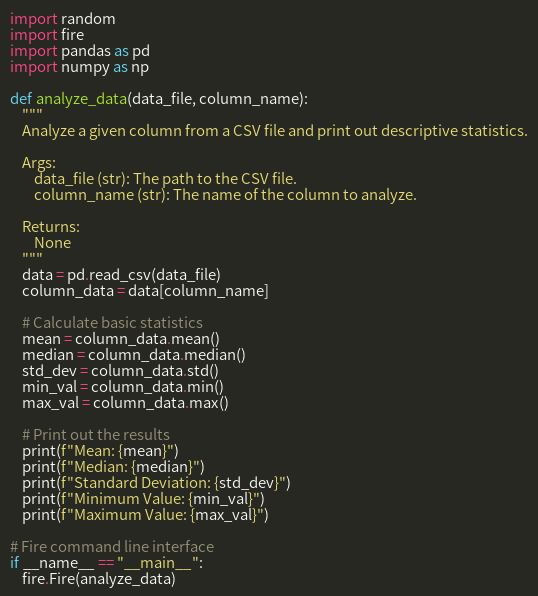 import random
import fire
import pandas as pd
import numpy as np

def analyze_data(data_file, column_name):
    """
    Analyze a given column from a CSV file and print out descriptive statistics.

    Args:
        data_file (str): The path to the CSV file.
        column_name (str): The name of the column to analyze.

    Returns:
        None
    """
    data = pd.read_csv(data_file)
    column_data = data[column_name]

    # Calculate basic statistics
    mean = column_data.mean()
    median = column_data.median()
    std_dev = column_data.std()
    min_val = column_data.min()
    max_val = column_data.max()

    # Print out the results
    print(f"Mean: {mean}")
    print(f"Median: {median}")
    print(f"Standard Deviation: {std_dev}")
    print(f"Minimum Value: {min_val}")
    print(f"Maximum Value: {max_val}")

# Fire command line interface
if __name__ == "__main__":
    fire.Fire(analyze_data)